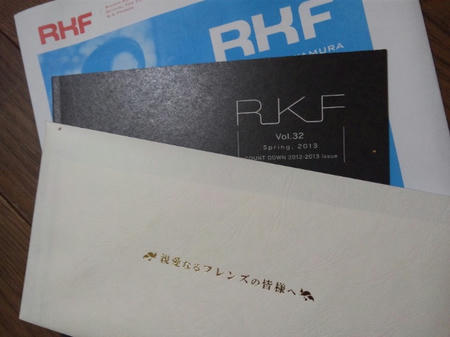 RKF
RKF
AMURA
RKF
Vol.32
Spring, 2013
COUNT DOWN 2012-2013 Issue
親愛なるフレンズの皆様へ